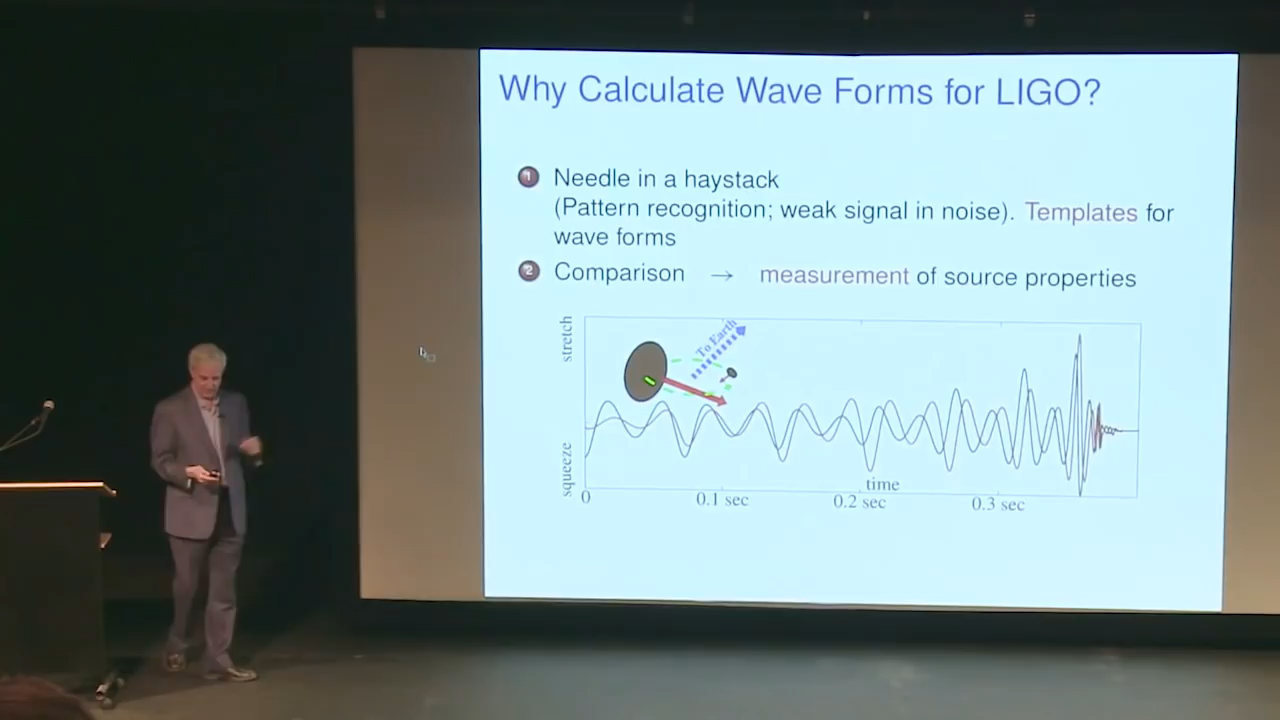 Why Calculate Wave Forms for LIGO?
1 Needle in a haystack
(Pattern recognition; weak signal in noise). Templates for
wave forms
2 Comparison → measurement of source properties
stretch
squeeze
To Earth
time
0 0.1 sec 0.2 sec 0.3 sec